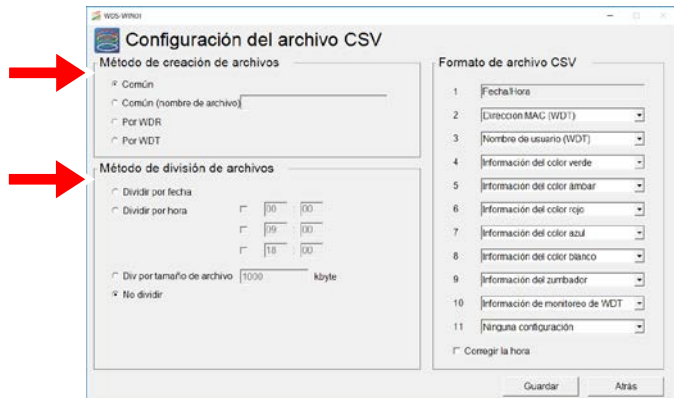 WDS-WIN01
Configuración del archivo CSV
Método de creación de archivos
Común
Común (nombre de archivo)
Por WDR
Por WDT
Método de división de archivos
Dividir por fecha
Dividir por hora
00 : 00
09 : 00
18 : 00
Div por tamaño de archivo 1000 kbyte
No dividir
Formato de archivo CSV
1 Fecha/Hora
2 Dirección MAC (WDT)
3 Nombre de usuario (WDT)
4 Información del color verde
5 Información del color ámbar
6 Información del color rojo
7 Información del color azul
8 Información del color blanco
9 Información del zumbador
10 Información de monitoreo de WDT
11 Ninguna configuración
Corregir la hora
Guardar Atrás